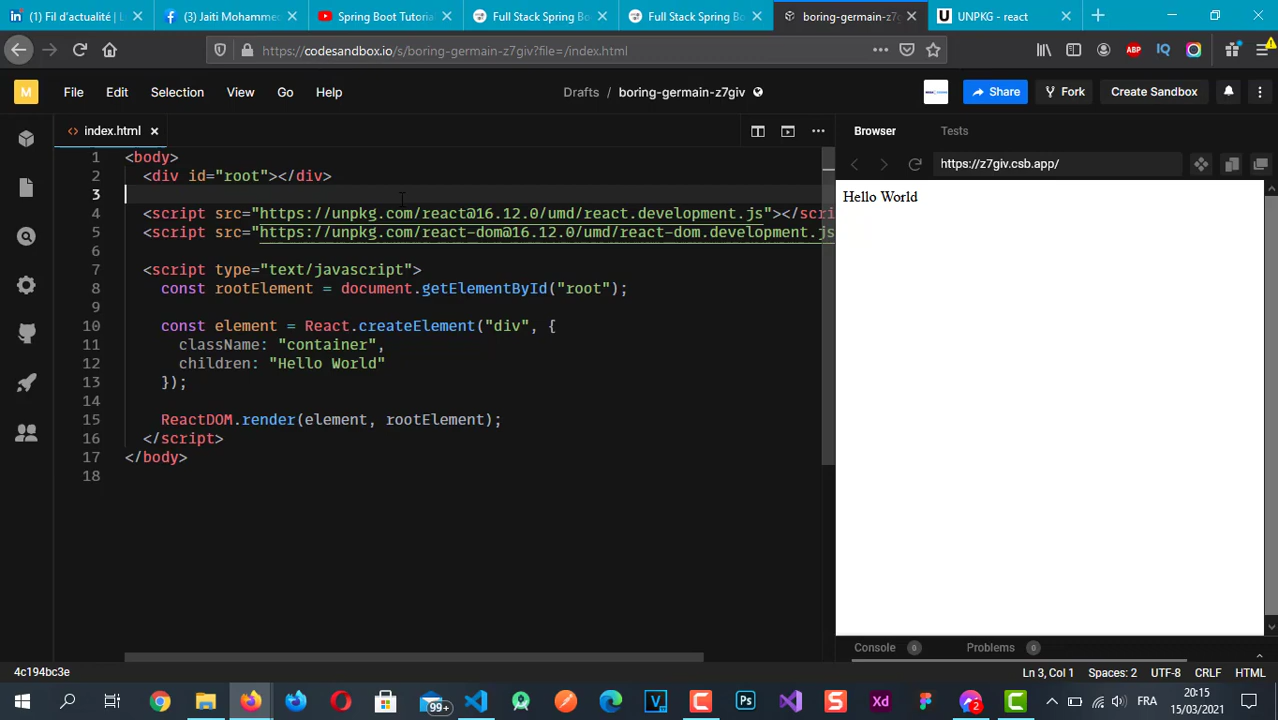 (1) Fil d'actualité | L
(3) Jaiti Mohammed
Spring Boot Tutoria
Full Stack Spring Bo
Full Stack Spring Bo
boring-germain-z7g
UNPKG - react
https://codesandbox.io/s/boring-germain-z7giv?file=/index.html
ABP
IQ
M
File
Edit
Selection
View
Go
Help
Drafts / boring-germain-z7giv
Share
Fork
Create Sandbox
<> index.html
Browser
Tests
https://z7giv.csb.app/
Hello World
1 <body>
2 <div id="root"></div>
3
4 <script src="https://unpkg.com/react@16.12.0/umd/react.development.js"></scri
5 <script src="https://unpkg.com/react-dom@16.12.0/umd/react-dom.development.js
6
7 <script type="text/javascript">
8 const rootElement = document.getElementById("root");
9
10 const element = React.createElement("div", {
11 className: "container",
12 children: "Hello World"
13 });
14
15 ReactDOM.render(element, rootElement);
16 </script>
17 </body>
18
Console 0
Problems 0
4c194bc3e
Ln 3, Col 1
Spaces: 2
UTF-8
CRLF
HTML
99+
Ps
S
Xd
2
FRA
20:15
15/03/2021